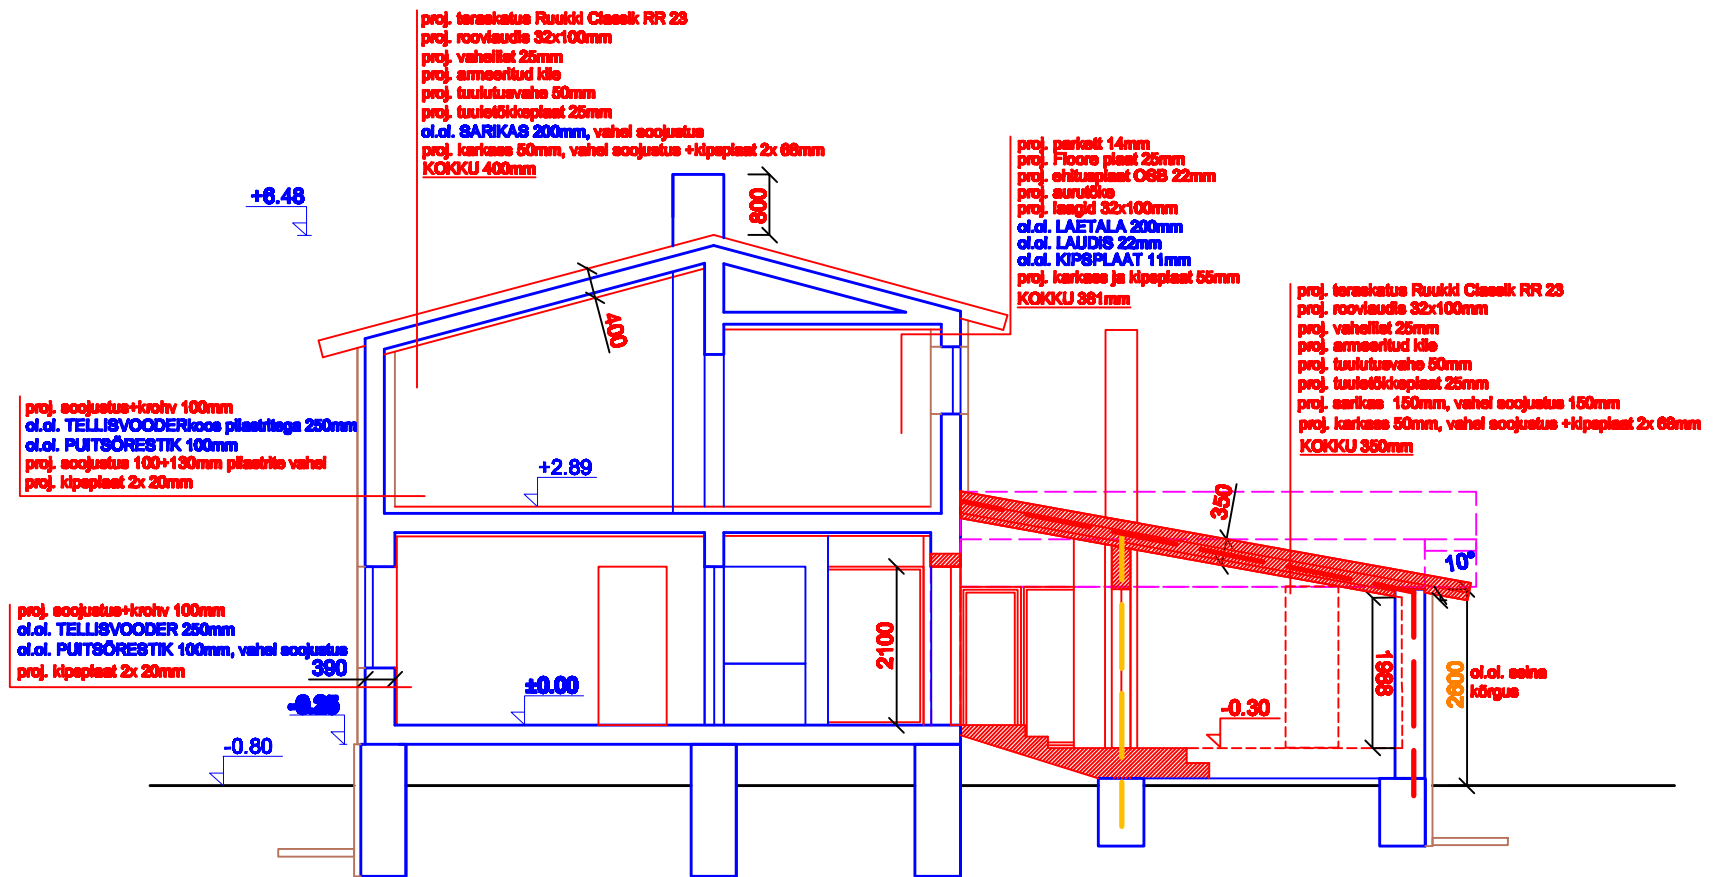 proj. teraskatus Ruukki Classik RR 23
proj. roovlaudis 32x100mm
proj. vaheliist 25mm
proj. armeeritud kile
proj. tuulutusvahe 50mm
proj. tuuletõkkeplaat 25mm
ol.ol. SARIKAS 200mm, vahel soojustus
proj. karkass 50mm, vahel soojustus +kipsplaat 2x 68mm
KOKKU 400mm
proj. parkett 14mm
proj. Floore plaat 25mm
proj. ehitusplaat OSB 22mm
proj. aurutõke
proj. laagid 32x100mm
ol.ol. LAETALA 200mm
ol.ol. LAUDIS 22mm
ol.ol. KIPSPLAAT 11mm
proj. karkass ja kipsplaat 55mm
KOKKU 381mm
proj. teraskatus Ruukki Classik RR 23
proj. roovlaudis 32x100mm
proj. vaheliist 25mm
proj. armeeritud kile
proj. tuulutusvahe 50mm
proj. tuuletõkkeplaat 25mm
proj. sarikas 150mm, vahel soojustus 150mm
proj. karkass 50mm, vahel soojustus +kipsplaat 2x 68mm
KOKKU 350mm
+6.48
800
400
proj. soojustus+krohv 100mm
ol.ol. TELLISVOODERkoos pilastritega 250mm
ol.ol. PUITSÕRESTIK 100mm
proj. soojustus 100+130mm pilastrite vahel
proj. kipsplaat 2x 20mm
+2.89
350
10°
proj. soojustus+krohv 100mm
ol.ol. TELLISVOODER 250mm
ol.ol. PUITSÕRESTIK 100mm, vahel soojustus
proj. kipsplaat 2x 20mm
390
2100
±0.00
-0.30
1998
2600
ol.ol. seina
kõrgus
-0.80